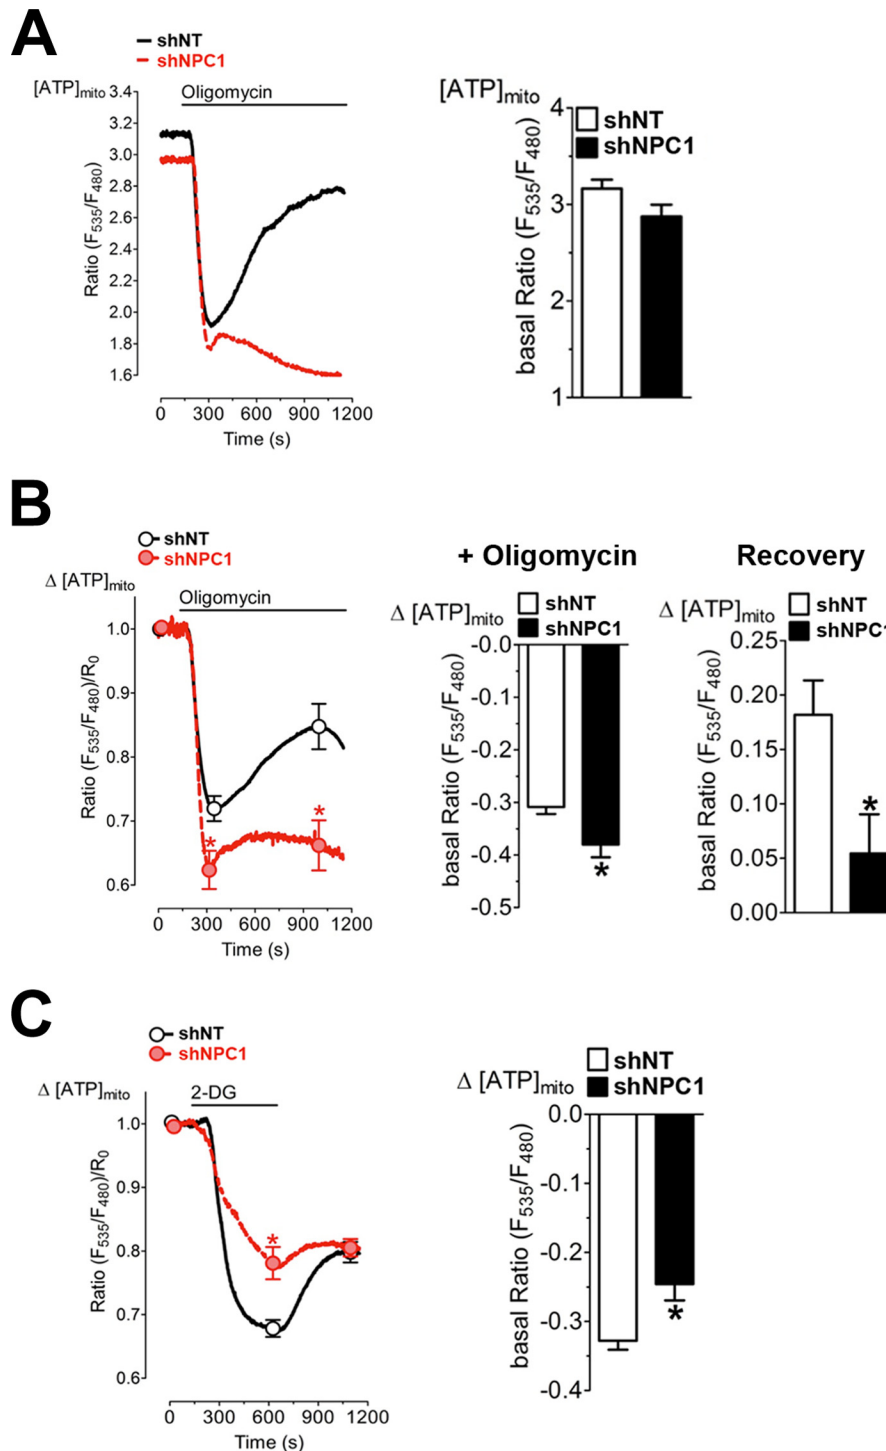 A
shNT
shNPC1
[ATP]mito
Oligomycin
3.4
3.2
3.0
2.8
2.6
2.4
2.2
2.0
1.8
1.6
Ratio (F535/F480)
0 300 600 900 1200
Time (s)
[ATP]mito
shNT
shNPC1
4
3
2
1
basal Ratio (F535/F480)
B
shNT
shNPC1
Δ [ATP]mito
Oligomycin
1.0
0.9
0.8
0.7
0.6
Ratio (F535/F480)/R0
*
*
0 300 600 900 1200
Time (s)
+ Oligomycin
Δ [ATP]mito
shNT
shNPC1
-0.0
-0.1
-0.2
-0.3
-0.4
-0.5
basal Ratio (F535/F480)
*
Recovery
Δ [ATP]mito
shNT
shNPC1
0.25
0.20
0.15
0.10
0.05
0.00
basal Ratio (F535/F480)
*
C
shNT
shNPC1
Δ [ATP]mito
2-DG
1.0
0.9
0.8
0.7
0.6
Ratio (F535/F480)/R0
*
0 300 600 900 1200
Time (s)
Δ [ATP]mito
shNT
shNPC1
0.0
-0.1
-0.2
-0.3
-0.4
basal Ratio (F535/F480)
*